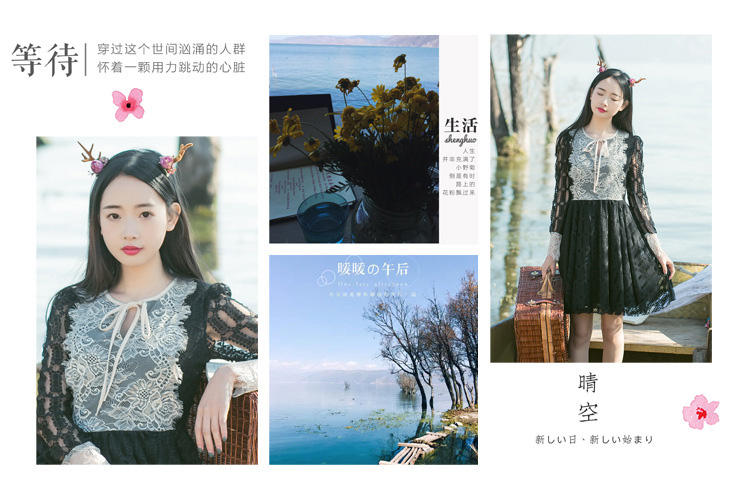 等待
穿过这个世间汹涌的人群
怀着一颗用力跳动的心脏
生活
shenghuo
人生
并非充满了
小野菊
倒是有时
路上的
花粉飘过来
暖暖の午后
晴空
新しい日、新しい始まり